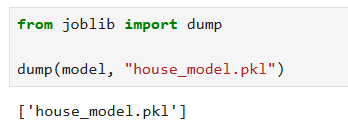 from joblib import dump
dump(model, "house_model.pkl")
['house_model.pkl']